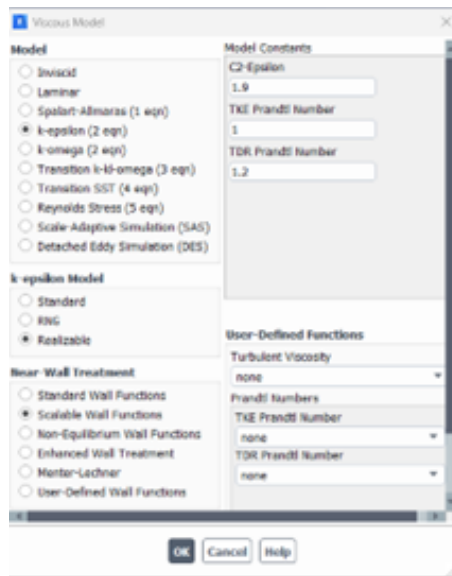 Viscous Model
Model
Inviscid
Laminar
Spalart-Allmaras (1 eqn)
k-epsilon (2 eqn)
k-omega (2 eqn)
Transition k-kl-omega (3 eqn)
Transition SST (4 eqn)
Reynolds Stress (5 eqn)
Scale-Adaptive Simulation (SAS)
Detached Eddy Simulation (DES)
k-epsilon Model
Standard
RNG
Realizable
Near-Wall Treatment
Standard Wall Functions
Scalable Wall Functions
Non-Equilibrium Wall Functions
Enhanced Wall Treatment
Menter-Lechner
User-Defined Wall Functions
Model Constants
C2-Epsilon
1.9
TKE Prandtl Number
1
TDR Prandtl Number
1.2
User-Defined Functions
Turbulent Viscosity
none
Prandtl Numbers
TKE Prandtl Number
none
TDR Prandtl Number
none
OK Cancel Help